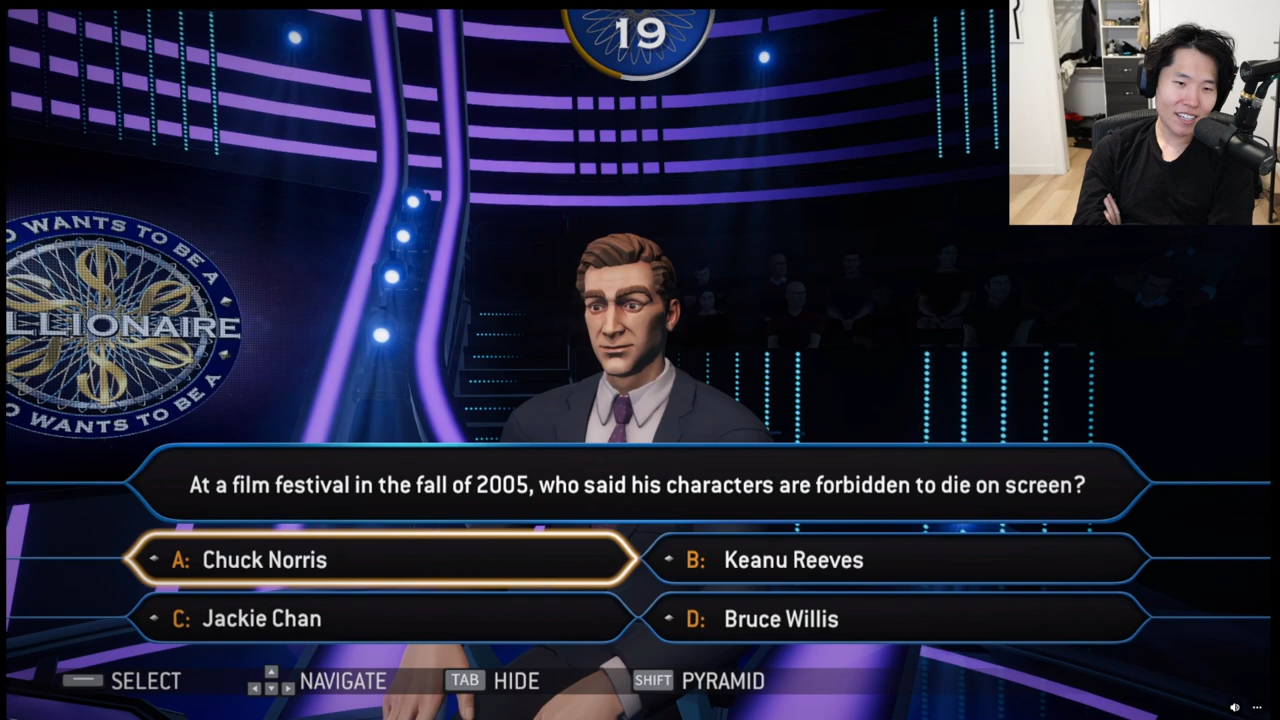 19
O WANTS TO BE A
LLIONAIRE
O WANTS TO BE A
At a film festival in the fall of 2005, who said his characters are forbidden to die on screen?
A: Chuck Norris
B: Keanu Reeves
C: Jackie Chan
D: Bruce Willis
SELECT NAVIGATE TAB HIDE SHIFT PYRAMID